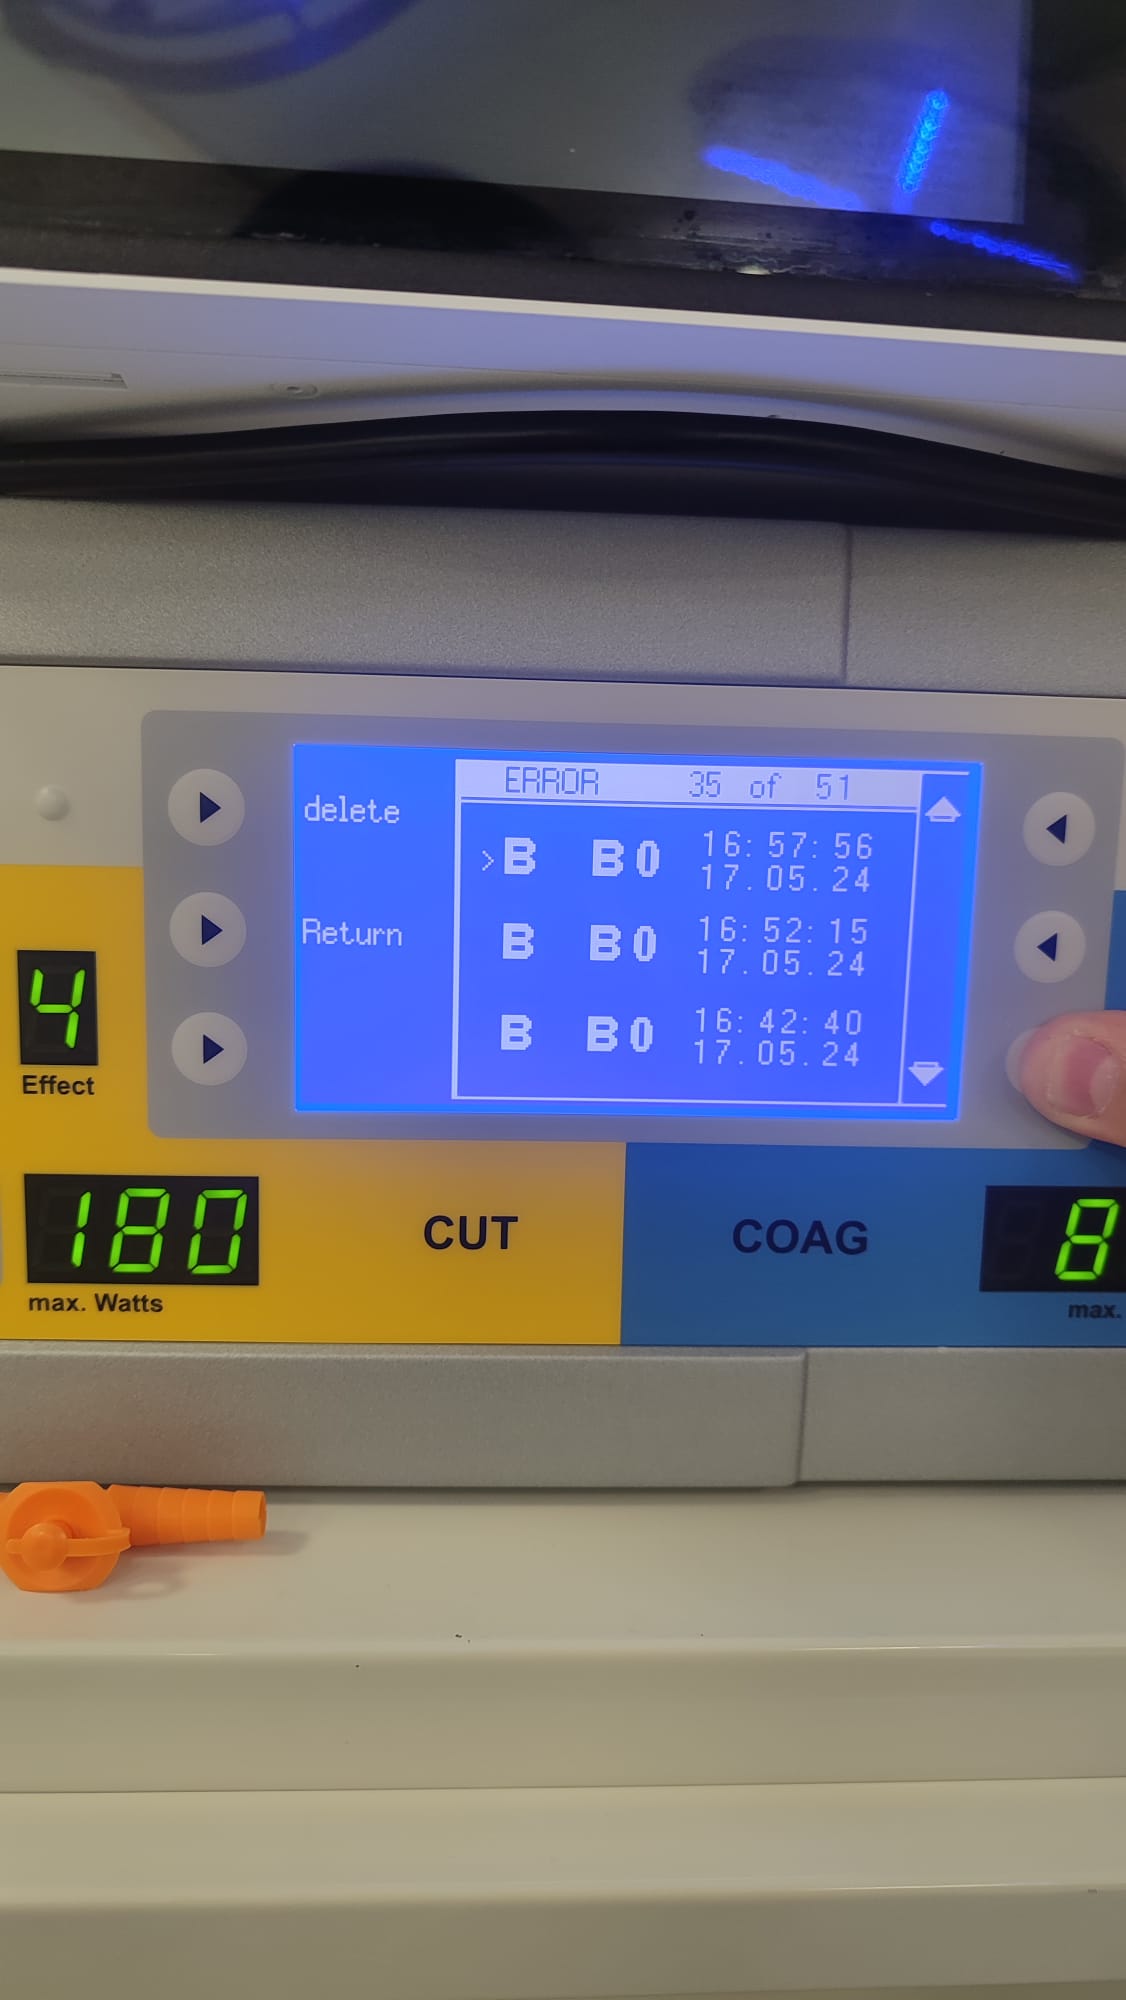 ERROR 35 of 51
delete
>B B0 16:57:56
17.05.24
Return
B B0 16:52:15
17.05.24
B B0 16:42:40
17.05.24
4
Effect
180
max. Watts
CUT
COAG
8
max.